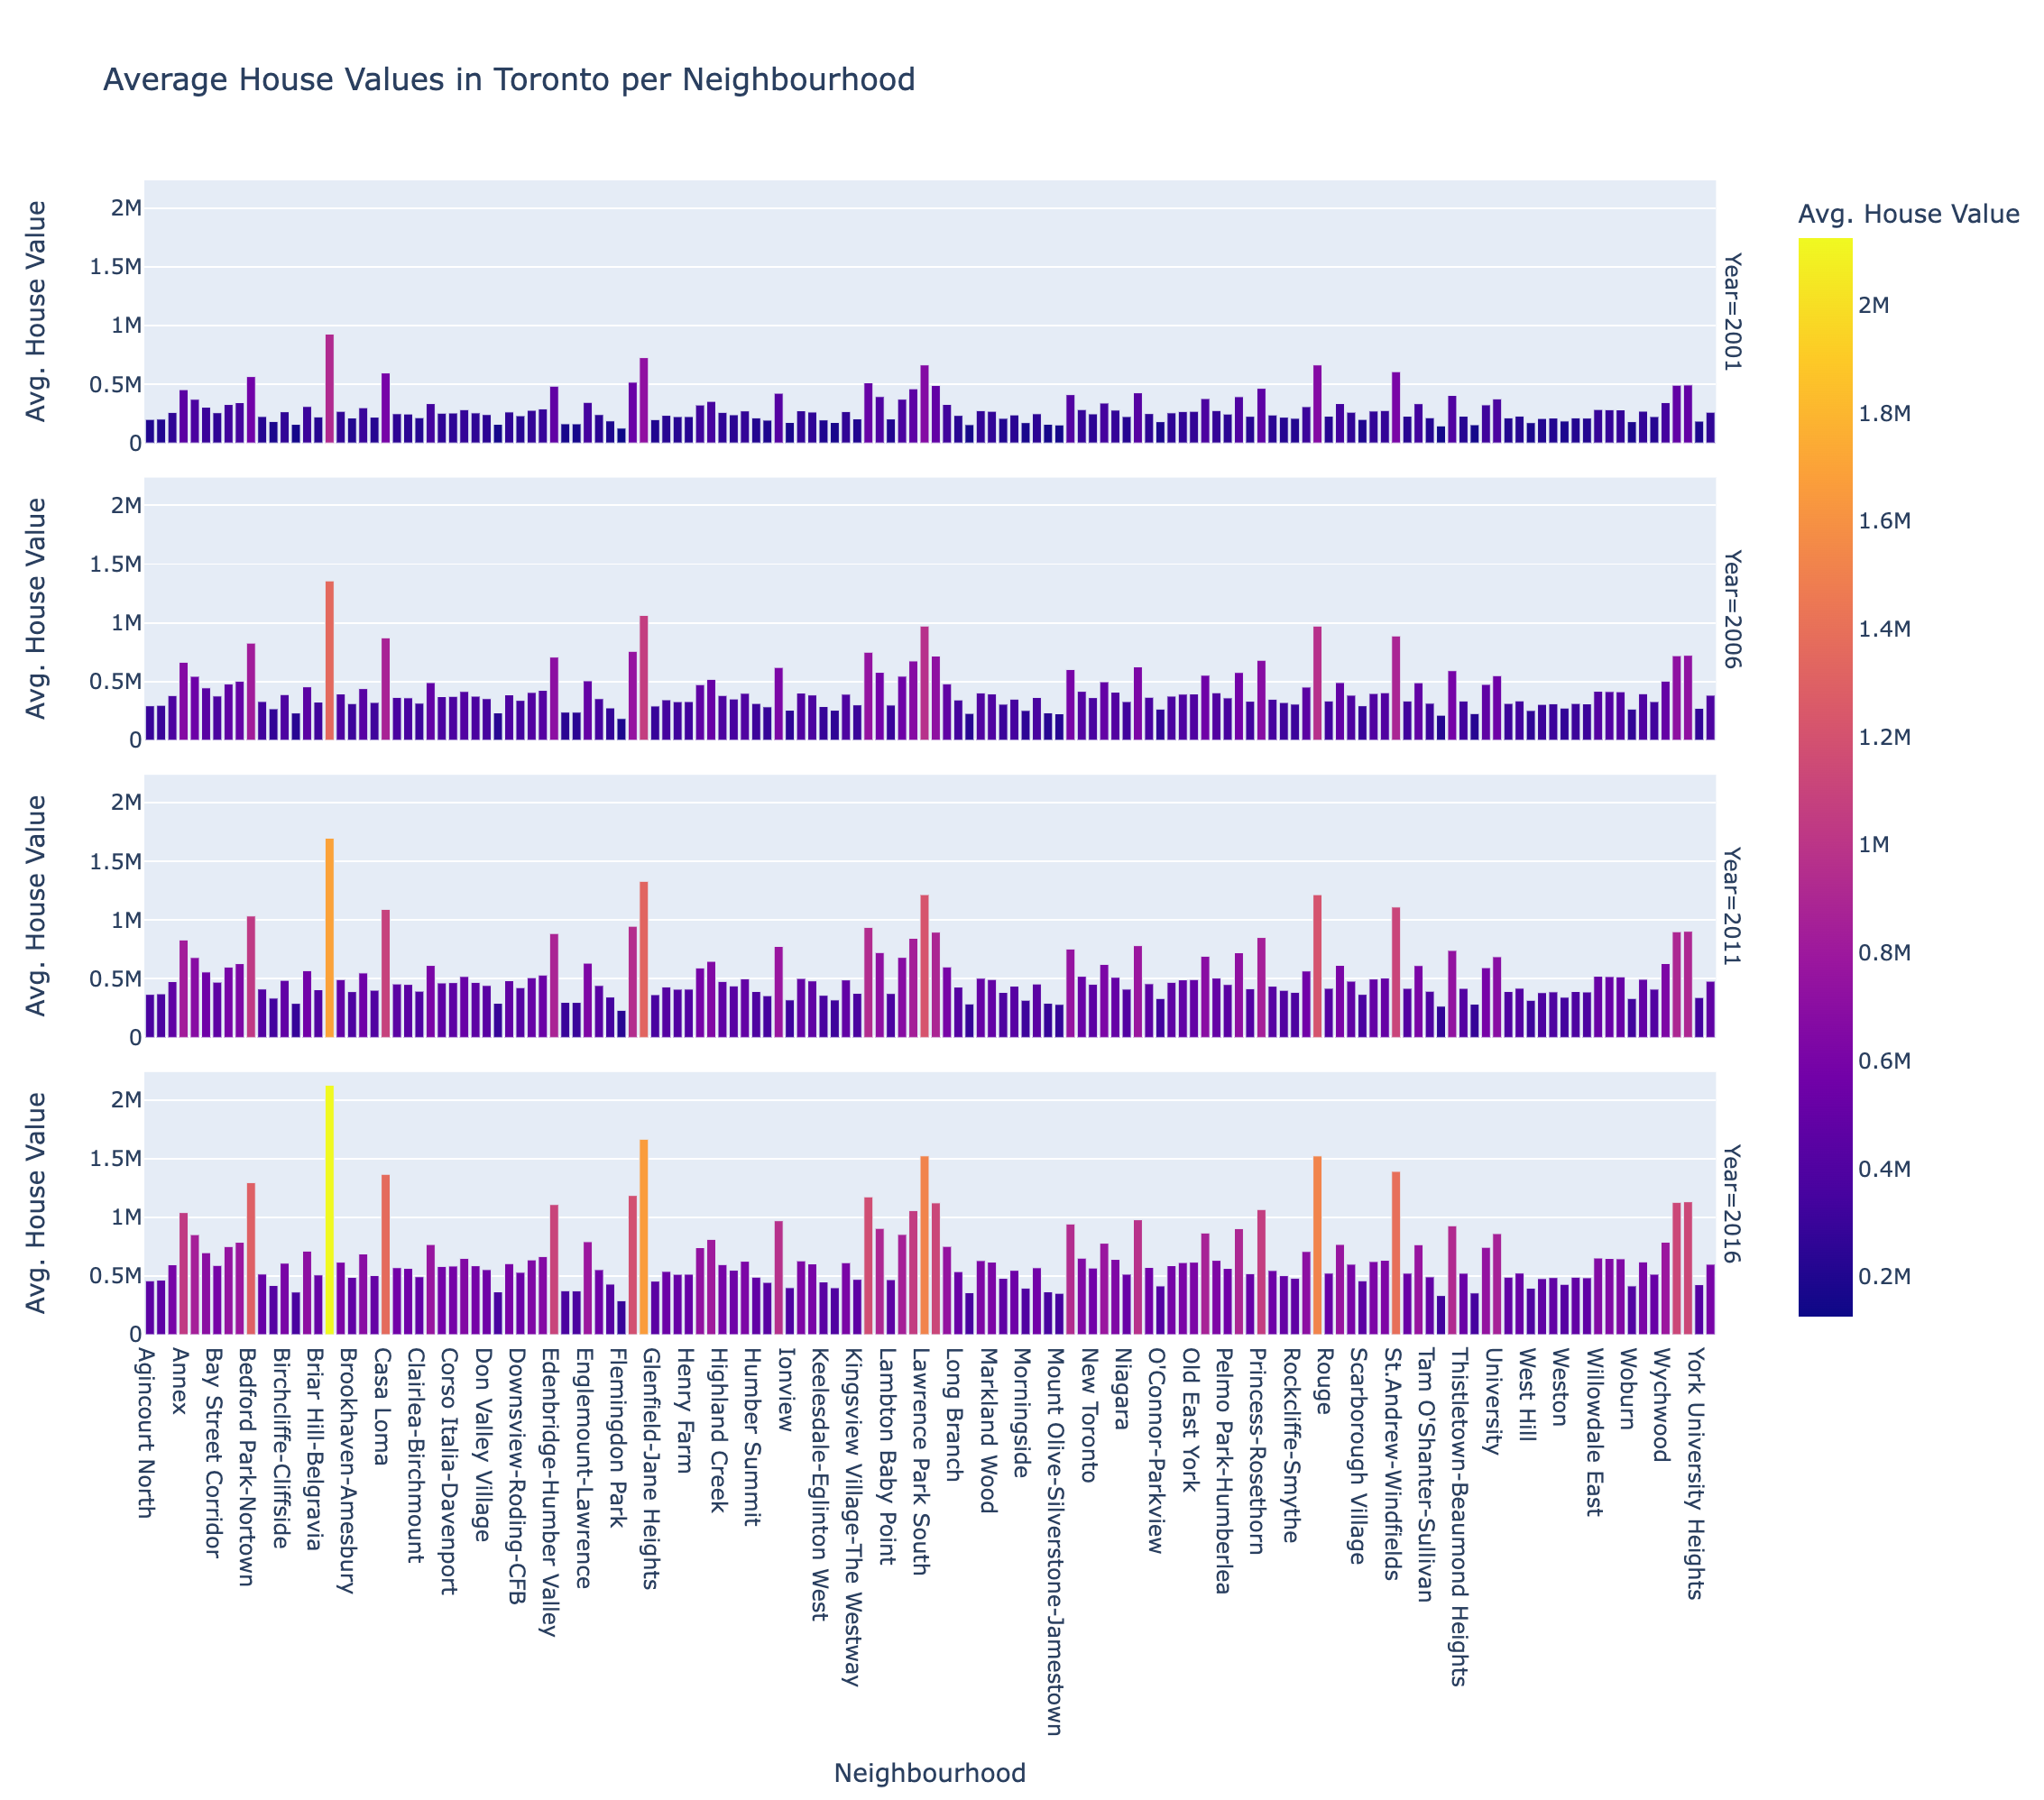 Average House Values in Toronto per Neighbourhood
Avg. House Value
2M
1.5M
1M
0.5M
0
Year=2001
Avg. House Value
2M
1.5M
1M
0.5M
0
Year=2006
Avg. House Value
2M
1.5M
1M
0.5M
0
Year=2011
Avg. House Value
2M
1.5M
1M
0.5M
0
Year=2016
Agincourt North
Annex
Bay Street Corridor
Bedford Park-Nortown
Birchcliffe-Cliffside
Briar Hill-Belgravia
Brookhaven-Amesbury
Casa Loma
Clairlea-Birchmount
Corso Italia-Davenport
Don Valley Village
Downsview-Roding-CFB
Edenbridge-Humber Valley
Englemount-Lawrence
Flemingdon Park
Glenfield-Jane Heights
Henry Farm
Highland Creek
Humber Summit
Ionview
Keelesdale-Eglinton West
Kingsview Village-The Westway
Lambton Baby Point
Lawrence Park South
Long Branch
Markland Wood
Morningside
Mount Olive-Silverstone-Jamestown
New Toronto
Niagara
O'Connor-Parkview
Old East York
Pelmo Park-Humberlea
Princess-Rosethorn
Rockcliffe-Smythe
Rouge
Scarborough Village
St.Andrew-Windfields
Tam O'Shanter-Sullivan
Thistletown-Beaumond Heights
University
West Hill
Weston
Willowdale East
Woburn
Wychwood
York University Heights
Neighbourhood
Avg. House Value
2M
1.8M
1.6M
1.4M
1.2M
1M
0.8M
0.6M
0.4M
0.2M